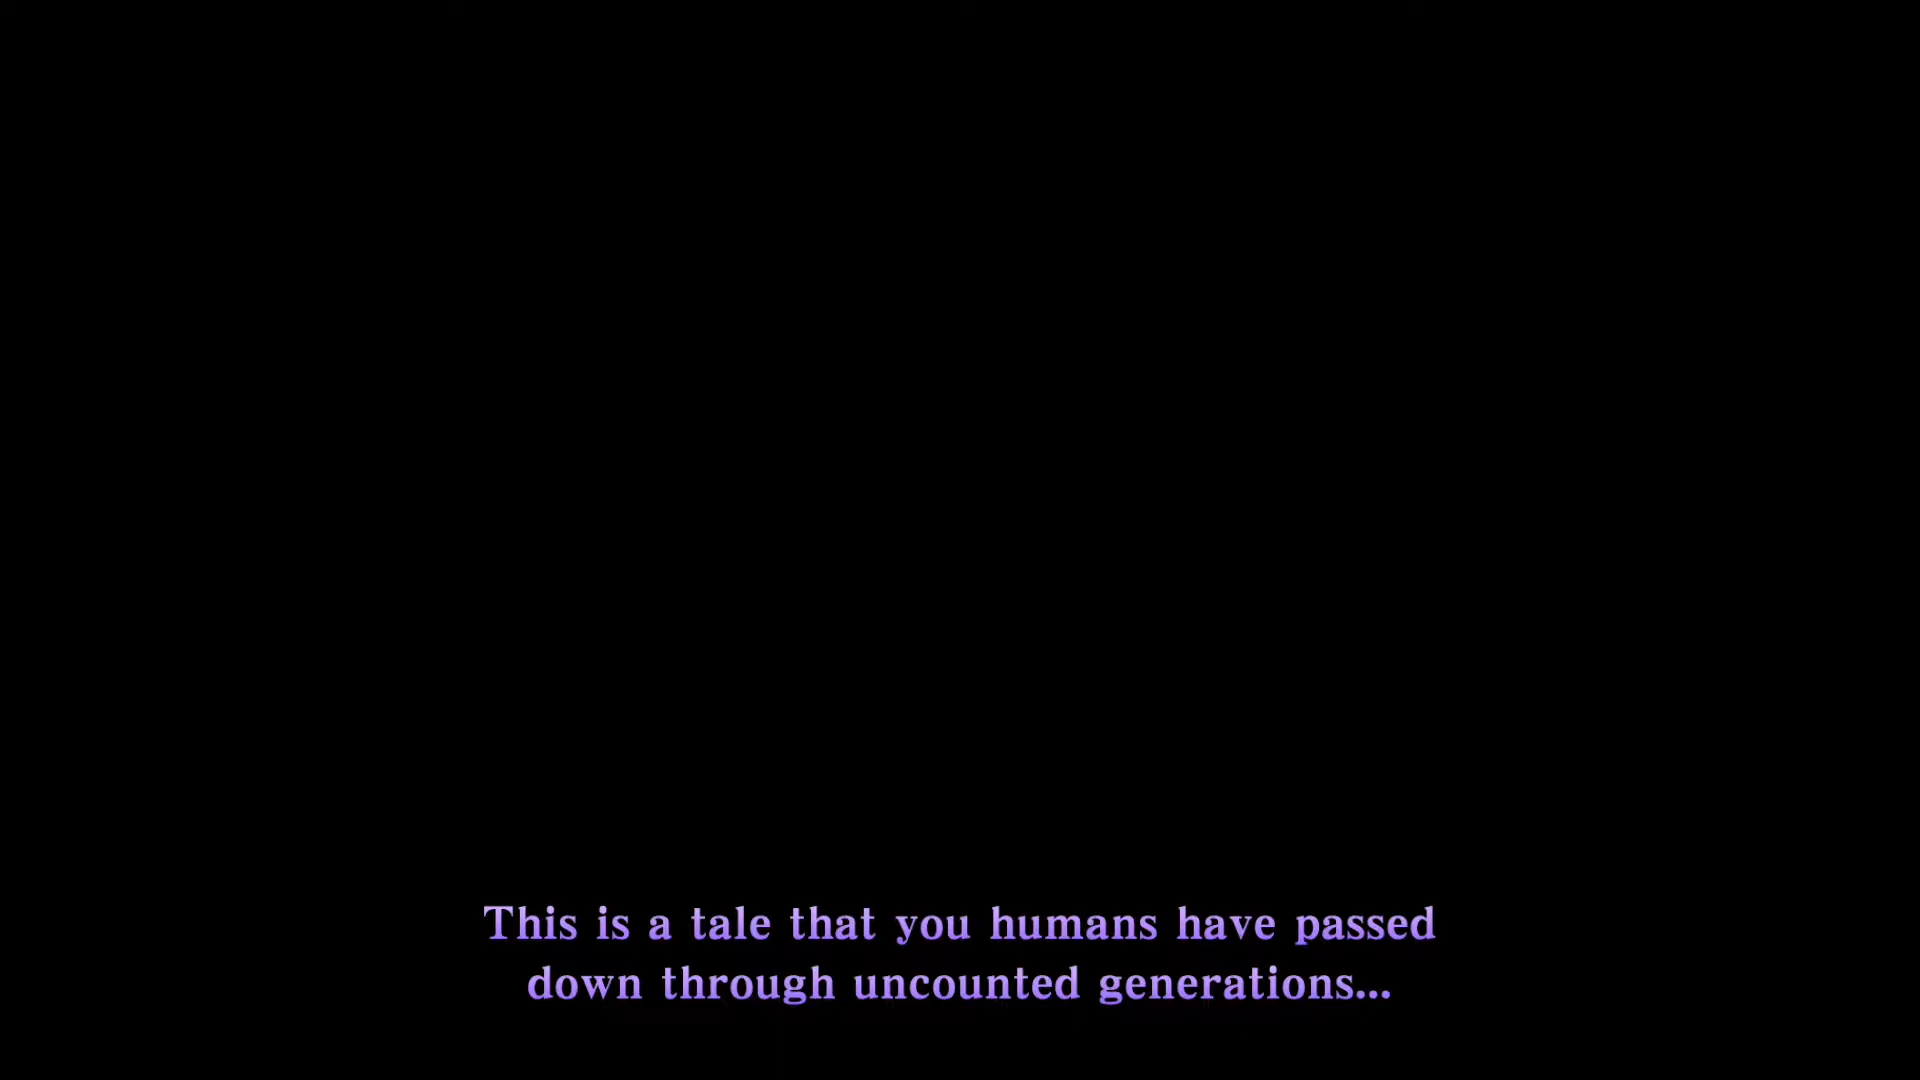 This is a tale that you humans have passed
down through uncounted generations...